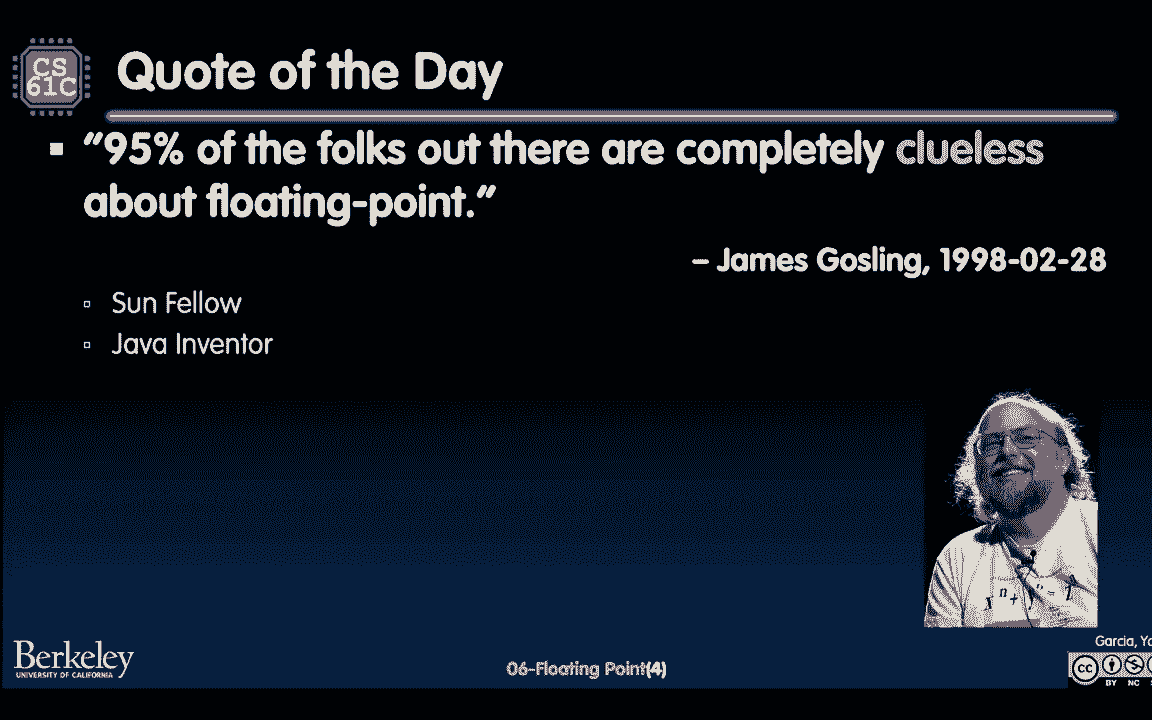 CS
61C
Quote of the Day
"95% of the folks out there are completely clueless
about floating-point."
– James Gosling, 1998-02-28
Sun Fellow
Java Inventor
Berkeley
UNIVERSITY OF CALIFORNIA
06-Floating Point(4)
Garcia,
cc
BY NC